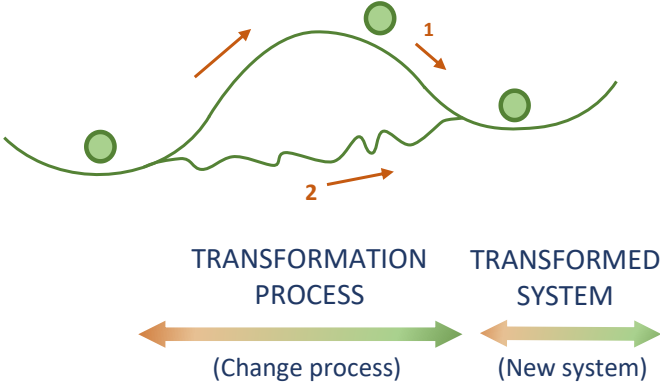 1
2
TRANSFORMATION
PROCESS
(Change process)
TRANSFORMED
SYSTEM
(New system)